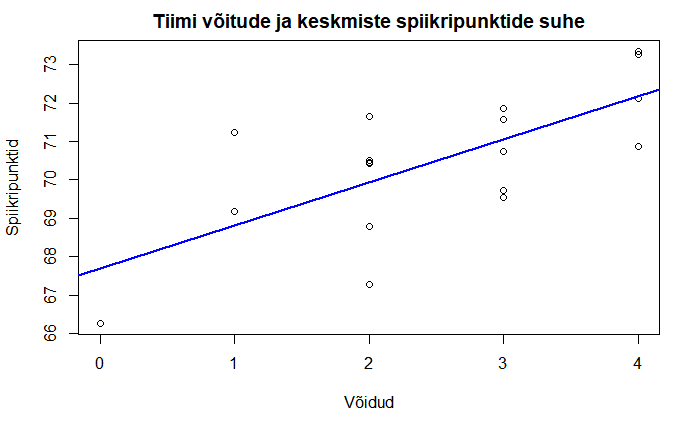 Tiimi võitude ja keskmiste spiikripunktide suhe
73
72
71
70
69
68
67
66
Spiikripunktid
0 1 2 3 4
Võidud